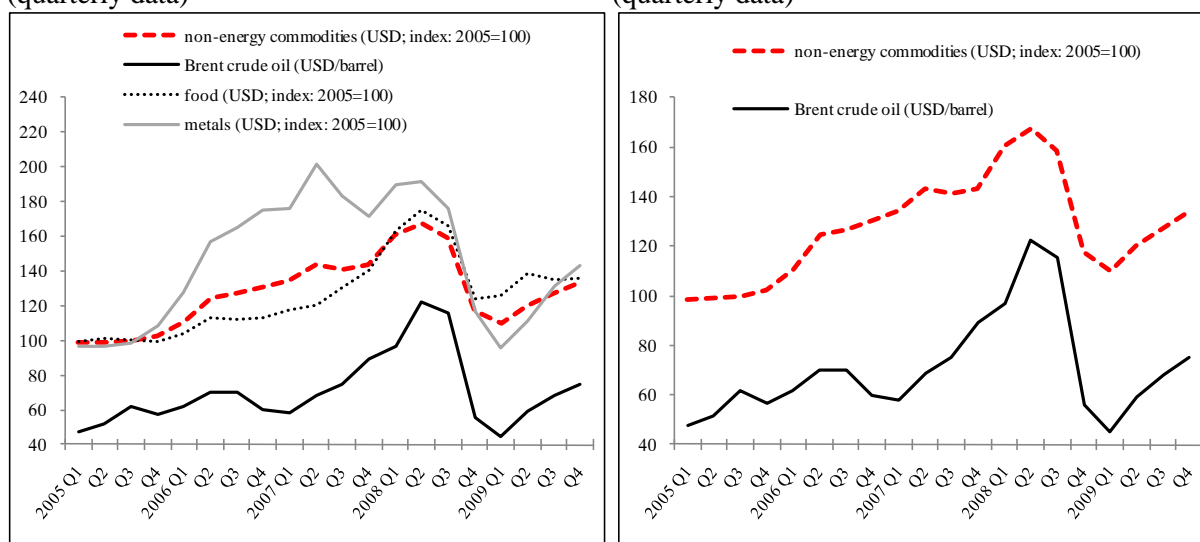 (quarterly data)
(quarterly data)
non-energy commodities (USD; index: 2005=100)
Brent crude oil (USD/barrel)
food (USD; index: 2005=100)
metals (USD; index: 2005=100)
240
220
200
180
160
140
120
100
80
60
40
2005 Q1
Q2
Q3
Q4
2006 Q1
Q2
Q3
Q4
2007 Q1
Q2
Q3
Q4
2008 Q1
Q2
Q3
Q4
2009 Q1
Q2
Q3
Q4
non-energy commodities (USD; index: 2005=100)
Brent crude oil (USD/barrel)
180
160
140
120
100
80
60
40
2005 Q1
Q2
Q3
Q4
2006 Q1
Q2
Q3
Q4
2007 Q1
Q2
Q3
Q4
2008 Q1
Q2
Q3
Q4
2009 Q1
Q2
Q3
Q4